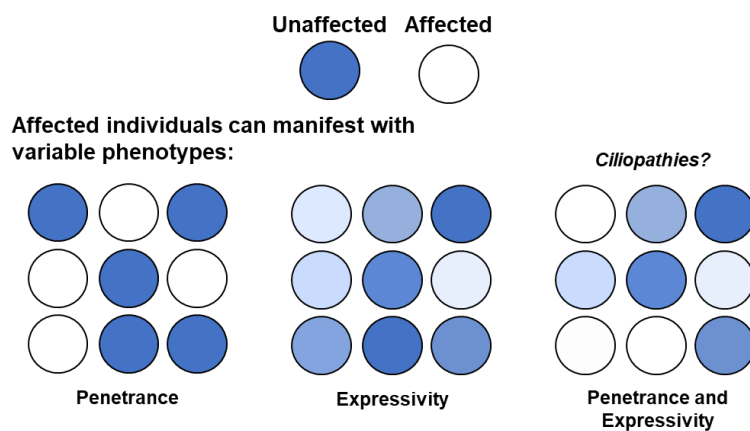 Unaffected Affected
Affected individuals can manifest with
variable phenotypes:
Ciliopathies?
Penetrance
Expressivity
Penetrance and
Expressivity